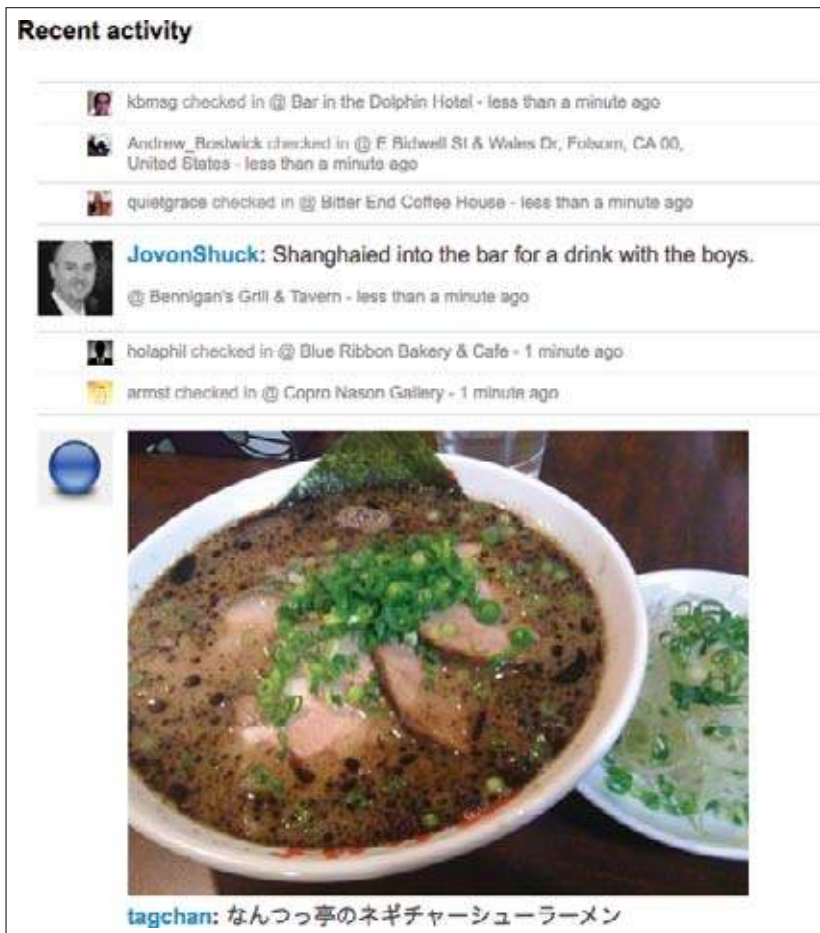 Recent activity
kbmsg checked in @ Bar in the Dolphin Hotel - less than a minute ago
Andrew_Bostwick checked in @ E Bidwell St & Wales Dr, Folsom, CA 00,
United States - less than a minute ago
quietgrace checked in @ Bitter End Coffee House - less than a minute ago
JovonShuck: Shanghaied into the bar for a drink with the boys.
@ Bennigan's Grill & Tavern - less than a minute ago
holaphil checked in @ Blue Ribbon Bakery & Cafe - 1 minute ago
armst checked in @ Copro Nason Gallery - 1 minute ago
tagchan: なんつっ亭のネギチャーシューラーメン